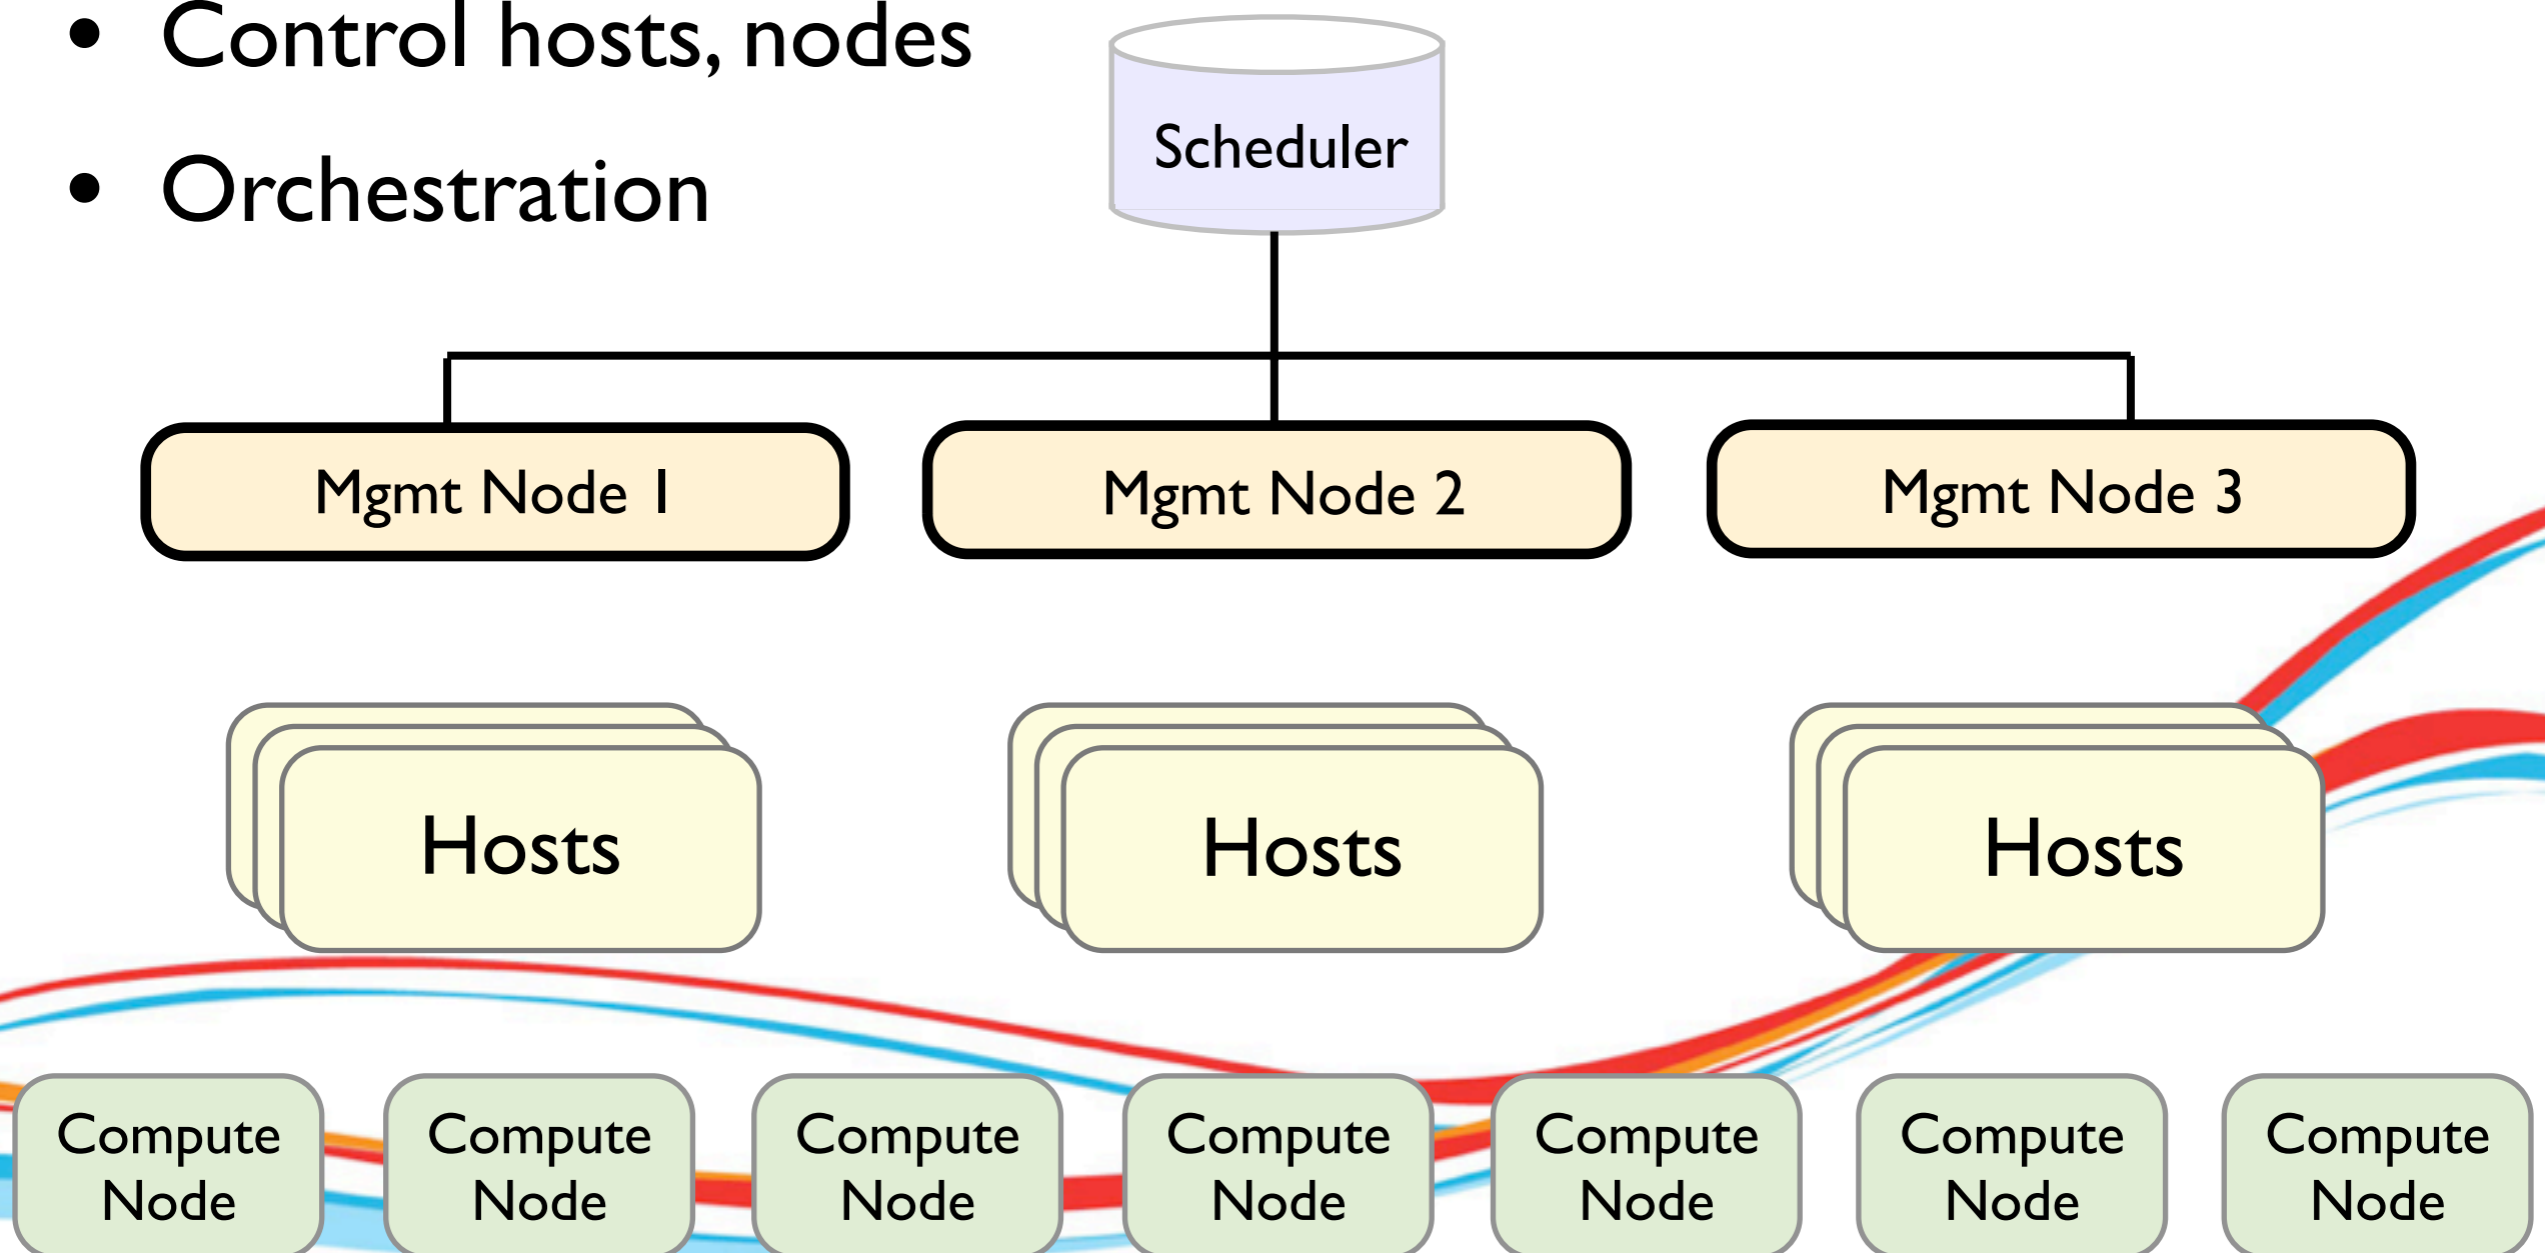 • Control hosts, nodes
• Orchestration
Scheduler
Mgmt Node 1
Mgmt Node 2
Mgmt Node 3
Hosts
Hosts
Hosts
Compute
Node
Compute
Node
Compute
Node
Compute
Node
Compute
Node
Compute
Node
Compute
Node